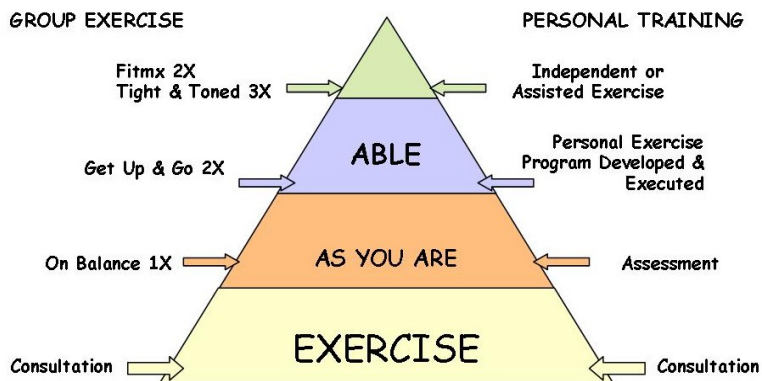 GROUP EXERCISE
PERSONAL TRAINING
Fitmx 2X
Tight & Toned 3X
Independent or
Assisted Exercise
ABLE
Get Up & Go 2X
Personal Exercise
Program Developed &
Executed
On Balance 1X
AS YOU ARE
Assessment
EXERCISE
Consultation
Consultation